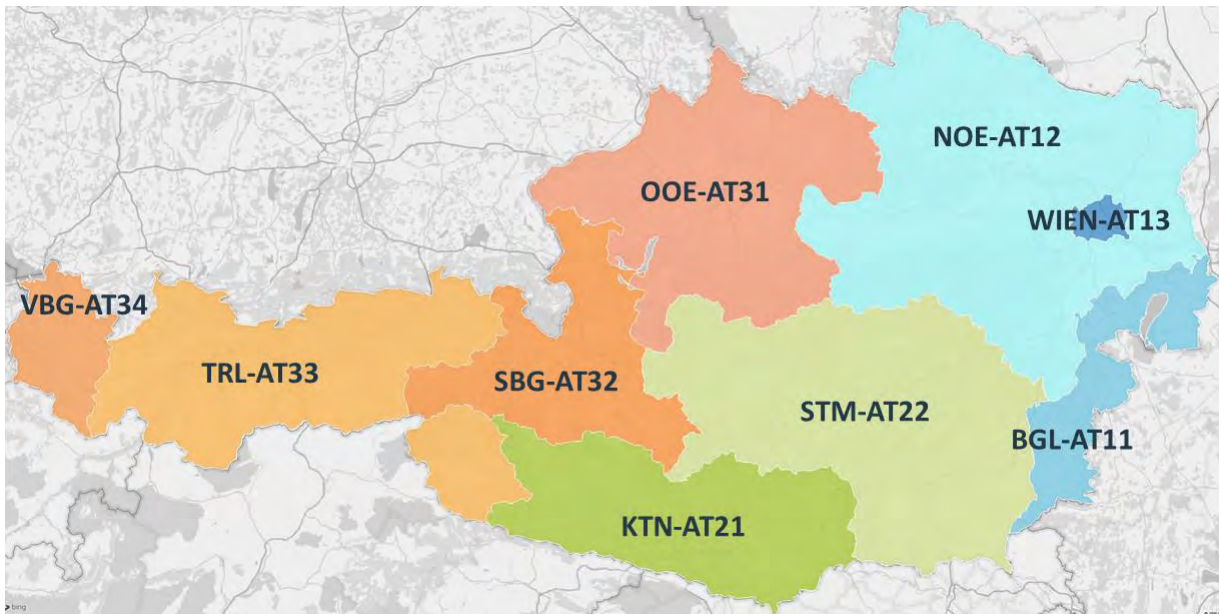 NOE-AT12
OOE-AT31
WIEN-AT13
VBG-AT34
TRL-AT33
SBG-AT32
STM-AT22
BGL-AT11
KTN-AT21
bing